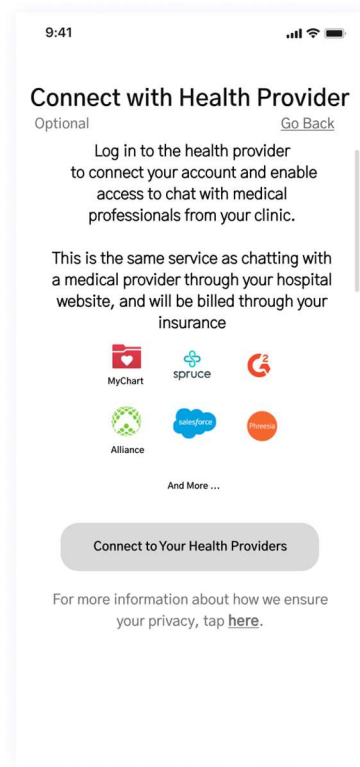 9:41
Connect with Health Provider
Optional
Go Back
Log in to the health provider
to connect your account and enable
access to chat with medical
professionals from your clinic.
This is the same service as chatting with
a medical provider through your hospital
website, and will be billed through your
insurance
MyChart
spruce
G2
Alliance
salesforce
Phreesia
And More ...
Connect to Your Health Providers
For more information about how we ensure
your privacy, tap here.